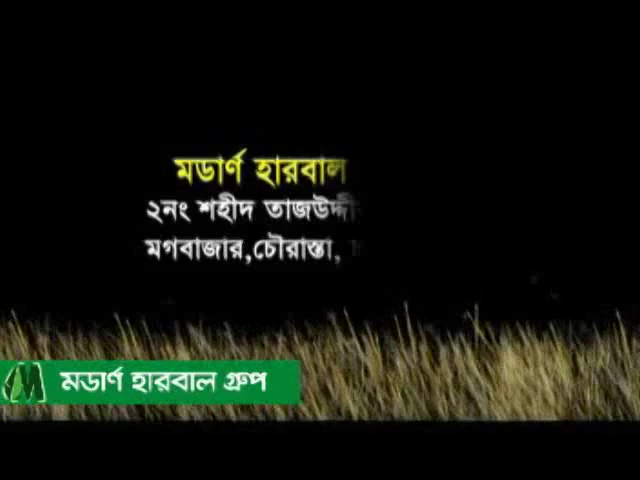 মডার্ণ হারবাল
২নং শহীদ তাজউদ্দী
মগবাজার,চৌরাস্তা,
মডার্ণ হারবাল গ্রুপ